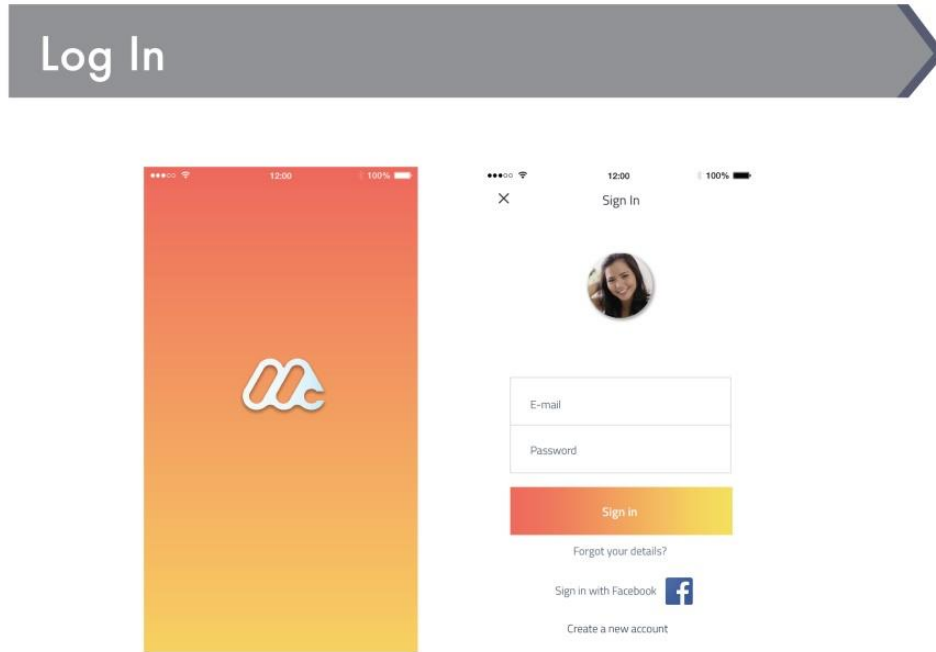 Log In
12:00
100%
12:00
100%
Sign In
E-mail
Password
Sign in
Forgot your details?
Sign in with Facebook
Create a new account